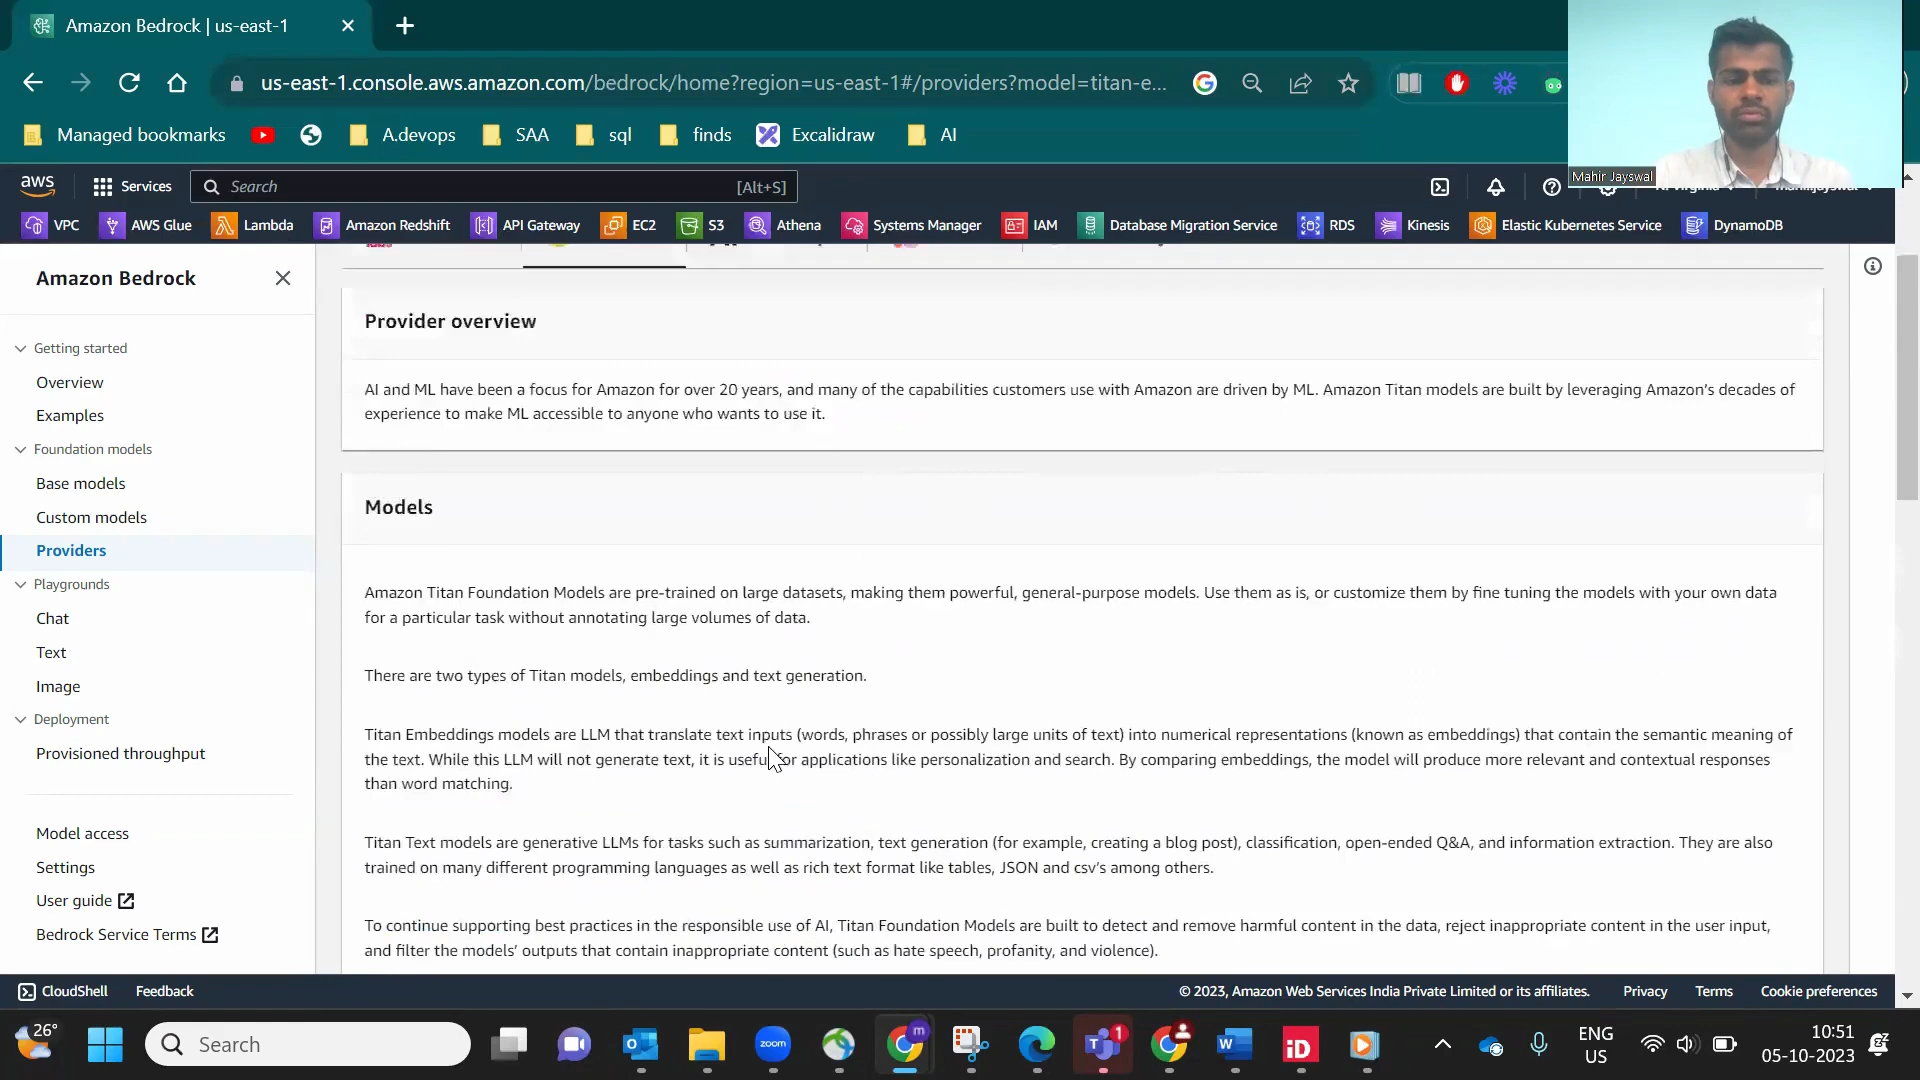 Amazon Bedrock | us-east-1
us-east-1.console.aws.amazon.com/bedrock/home?region=us-east-1#/providers?model=titan-e...
Managed bookmarks
A.devops
SAA
sql
finds
Excalidraw
AI
Mahir Jayswal
aws
Services
Search
[Alt+S]
VPC
AWS Glue
Lambda
Amazon Redshift
API Gateway
EC2
S3
Athena
Systems Manager
IAM
Database Migration Service
RDS
Kinesis
Elastic Kubernetes Service
DynamoDB
Amazon Bedrock
Getting started
Overview
Examples
Foundation models
Base models
Custom models
Providers
Playgrounds
Chat
Text
Image
Deployment
Provisioned throughput
Model access
Settings
User guide
Bedrock Service Terms
Provider overview
AI and ML have been a focus for Amazon for over 20 years, and many of the capabilities customers use with Amazon are driven by ML. Amazon Titan models are built by leveraging Amazon's decades of
experience to make ML accessible to anyone who wants to use it.
Models
Amazon Titan Foundation Models are pre-trained on large datasets, making them powerful, general-purpose models. Use them as is, or customize them by fine tuning the models with your own data
for a particular task without annotating large volumes of data.
There are two types of Titan models, embeddings and text generation.
Titan Embeddings models are LLM that translate text inputs (words, phrases or possibly large units of text) into numerical representations (known as embeddings) that contain the semantic meaning of
the text. While this LLM will not generate text, it is useful for applications like personalization and search. By comparing embeddings, the model will produce more relevant and contextual responses
than word matching.
Titan Text models are generative LLMs for tasks such as summarization, text generation (for example, creating a blog post), classification, open-ended Q&A, and information extraction. They are also
trained on many different programming languages as well as rich text format like tables, JSON and csv's among others.
To continue supporting best practices in the responsible use of AI, Titan Foundation Models are built to detect and remove harmful content in the data, reject inappropriate content in the user input,
and filter the models' outputs that contain inappropriate content (such as hate speech, profanity, and violence).
CloudShell
Feedback
© 2023, Amazon Web Services India Private Limited or its affiliates.
Privacy
Terms
Cookie preferences
26°
Search
zoom
1
ENG
US
10:51
05-10-2023